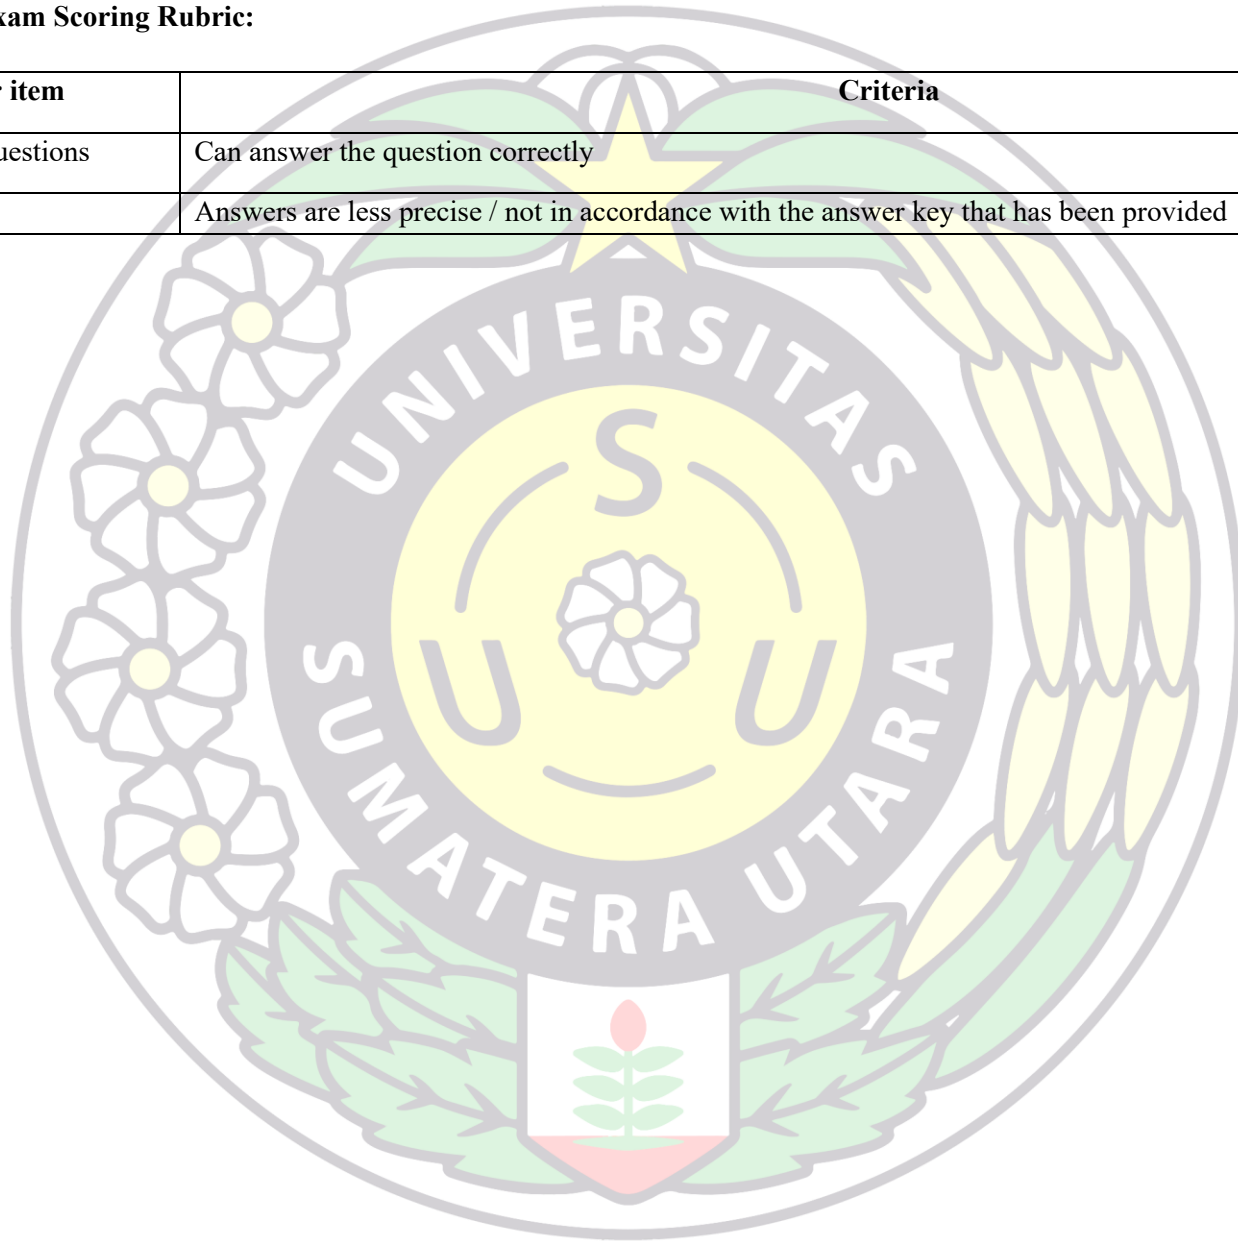 xam Scoring Rubric:
item Criteria
uestions Can answer the question correctly
Answers are less precise / not in accordance with the answer key that has been provided
UNIVERSITAS
S
U U
SUMATERA UTARA